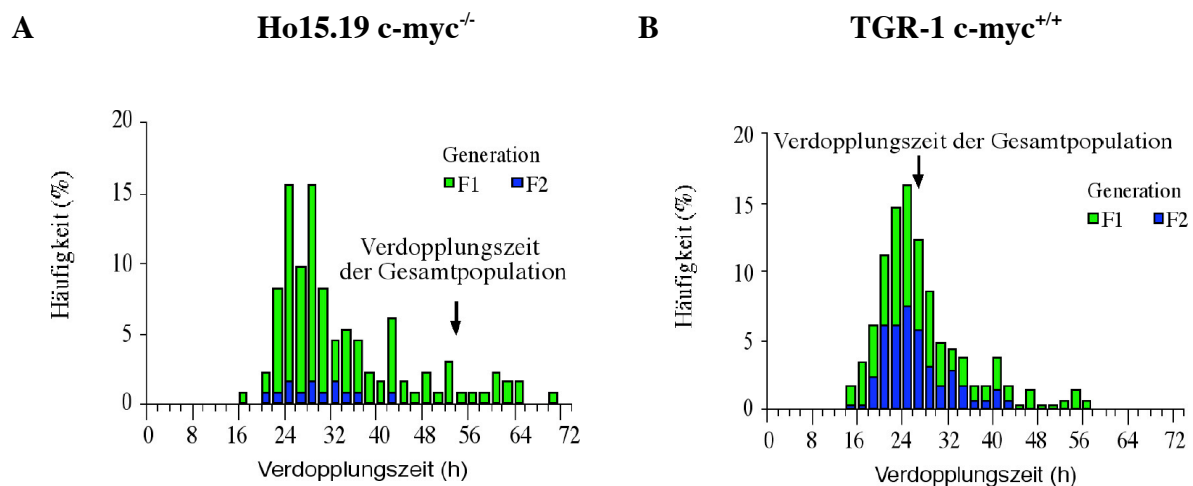 A
Ho15.19 c-myc-/-
Häufigkeit (%)
20
15
10
5
0
Generation
F1 F2
Verdopplungszeit
der Gesamtpopulation
0 8 16 24 32 40 48 56 64 72
Verdopplungszeit (h)
B
TGR-1 c-myc+/+
Häufigkeit (%)
20
15
10
5
0
Verdopplungszeit der Gesamtpopulation
Generation
F1 F2
0 8 16 24 32 40 48 56 64 72
Verdopplungszeit (h)